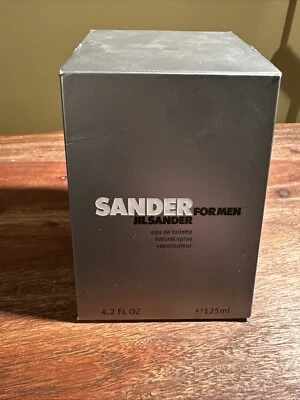 SANDER FOR MEN
JIL SANDER
eau de toilette
natural spray
vaporisateur
4.2 FL OZ ℮125ml